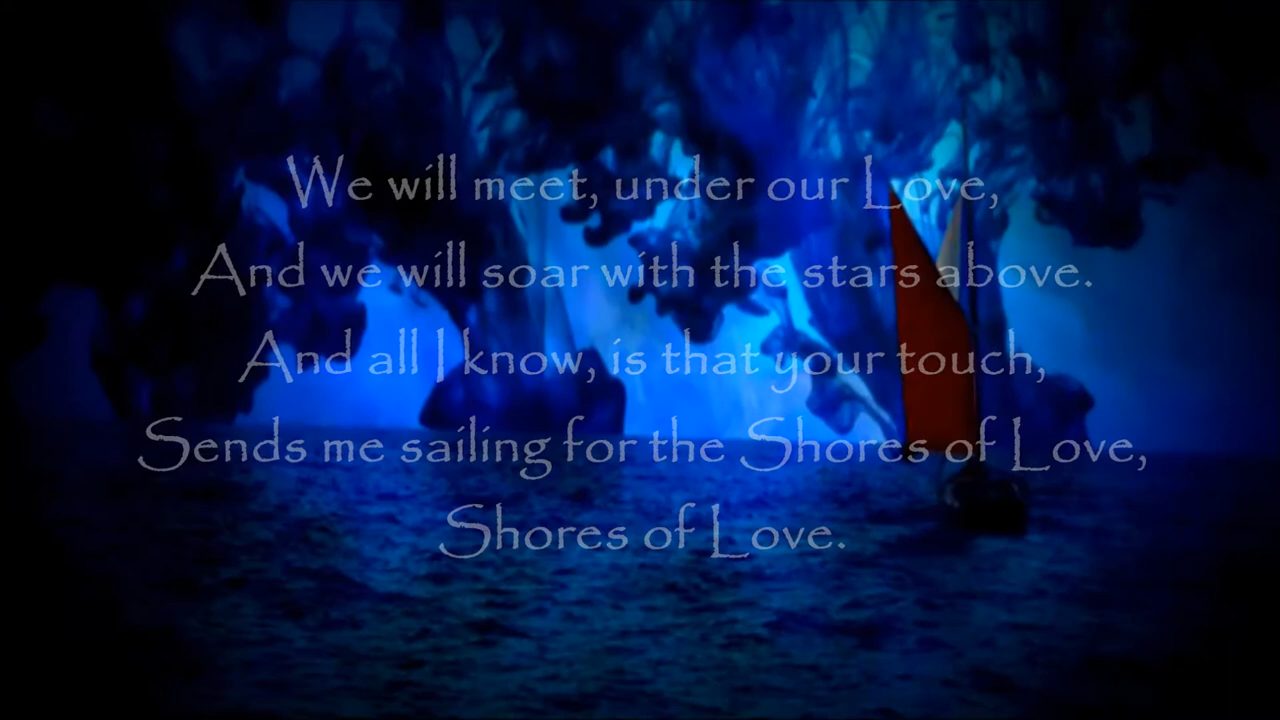 We will meet, under our Love,
And we will soar with the stars above.
And all I know, is that your touch,
Sends me sailing for the Shores of Love,
Shores of Love.